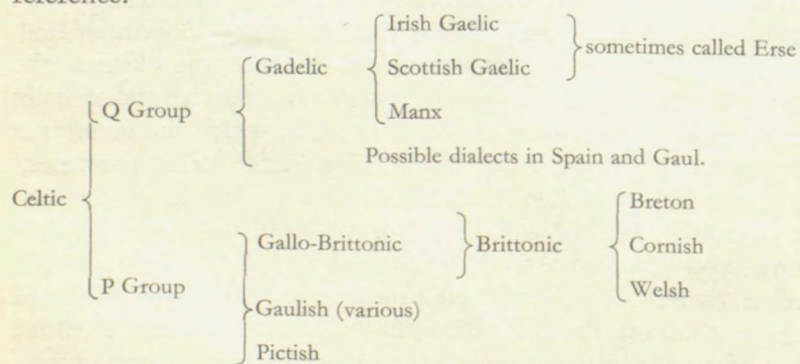 reference.
Irish Gaelic
Gadelic
Scottish Gaelic
sometimes called Erse
Q Group
Manx
Possible dialects in Spain and Gaul.
Celtic
Breton
Gallo-Brittonic
Brittonic
Cornish
P Group
Welsh
Gaulish (various)
Pictish